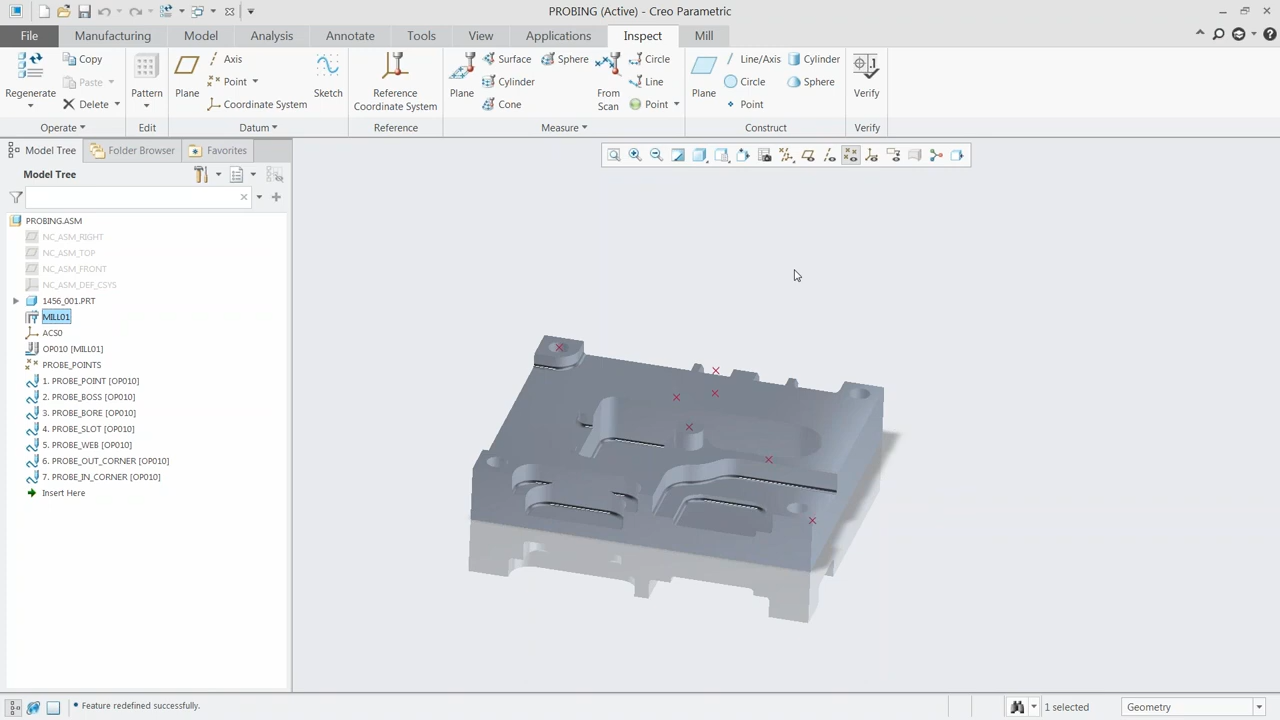 PROBING (Active) - Creo Parametric
File Manufacturing Model Analysis Annotate Tools View Applications Inspect Mill
Regenerate
Copy
Paste
Delete
Operate
Pattern
Edit
Plane
Axis
Point
Coordinate System
Sketch
Datum
Reference
Coordinate System
Reference
Plane
Surface
Sphere
Cylinder
Cone
From
Scan
Circle
Line
Point
Measure
Plane
Line/Axis
Cylinder
Circle
Sphere
Point
Construct
Verify
Verify
Model Tree Folder Browser Favorites
Model Tree
PROBING.ASM
NC_ASM_RIGHT
NC_ASM_TOP
NC_ASM_FRONT
NC_ASM_DEF_CSYS
1456_001.PRT
MILL01
ACS0
OP010 [MILL01]
PROBE_POINTS
1. PROBE_POINT [OP010]
2. PROBE_BOSS [OP010]
3. PROBE_BORE [OP010]
4. PROBE_SLOT [OP010]
5. PROBE_WEB [OP010]
6. PROBE_OUT_CORNER [OP010]
7. PROBE_IN_CORNER [OP010]
Insert Here
• Feature redefined successfully.
1 selected
Geometry